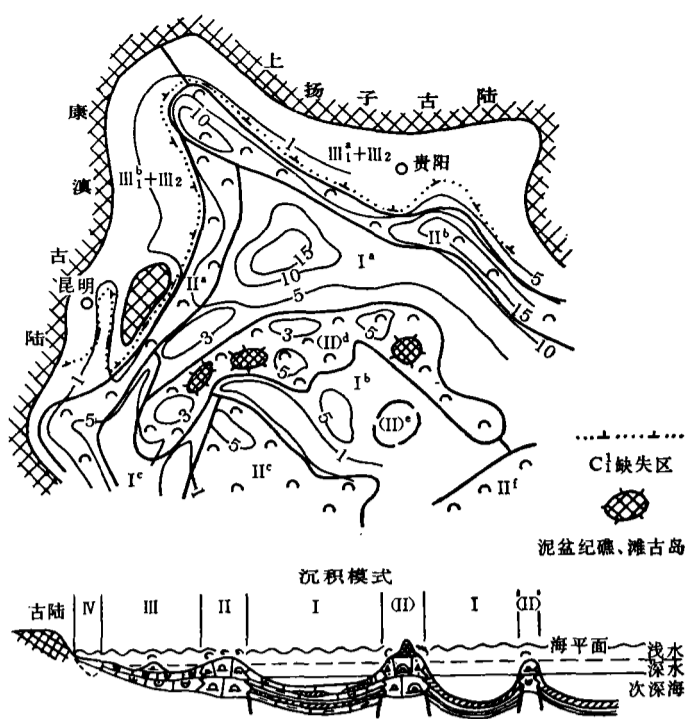 上
扬子古陆
康
滇
古
陆
10
1
III₁ᵃ+III₂
贵阳
III₁ᵇ+III₂
IIᵇ
15
10
Iᵃ
5
昆明
IIᵃ
5
15
10
3
3
(II)ᵈ
5
5
1
5
3
Iᵇ
5
(II)ᵉ
5
1
Iᶜ
1
IIᶜ
IIᶠ
C₁¹缺失区
泥盆纪礁、滩古岛
沉积模式
古陆 IV III II I (II) I (II)
海平面
浅水
深水
次深海